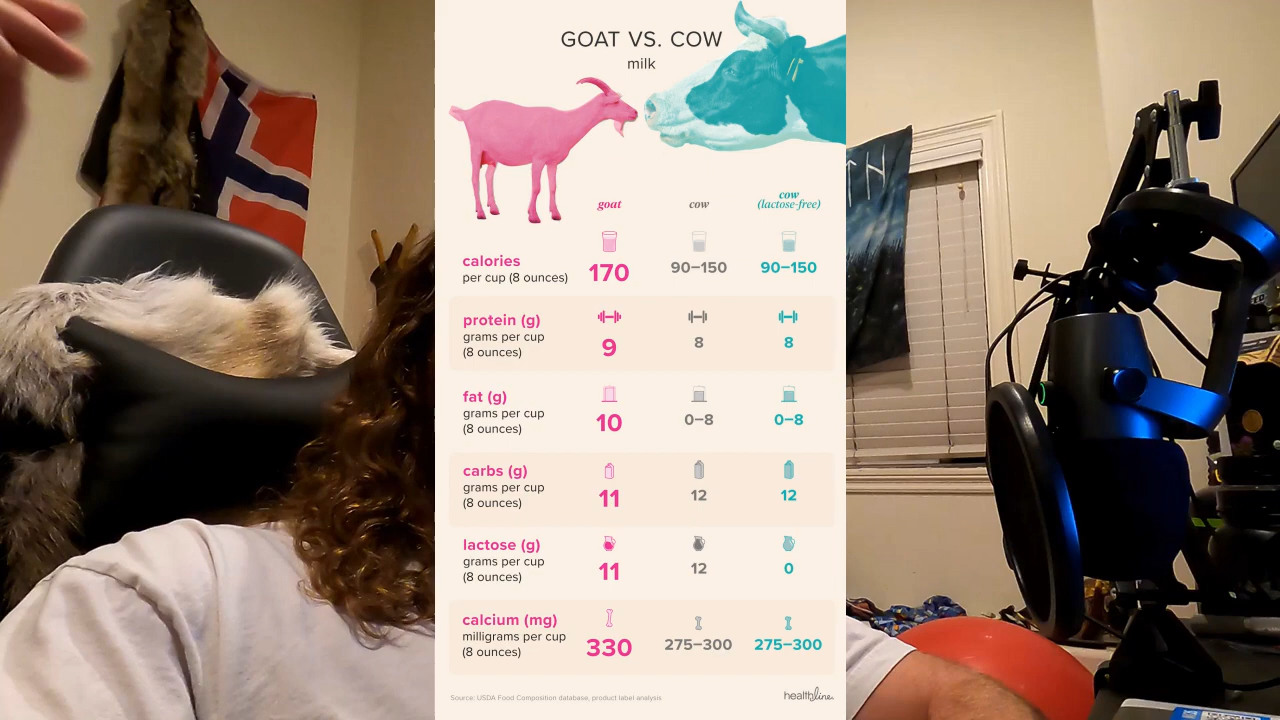 GOAT VS. COW
milk
goat cow cow
(lactose-free)
calories
per cup (8 ounces)
170 90–150 90–150
protein (g)
grams per cup
(8 ounces)
9 8 8
fat (g)
grams per cup
(8 ounces)
10 0–8 0–8
carbs (g)
grams per cup
(8 ounces)
11 12 12
lactose (g)
grams per cup
(8 ounces)
11 12 0
calcium (mg)
milligrams per cup
(8 ounces)
330 275–300 275–300
Source: USDA Food Composition database, product label analysis
healthline